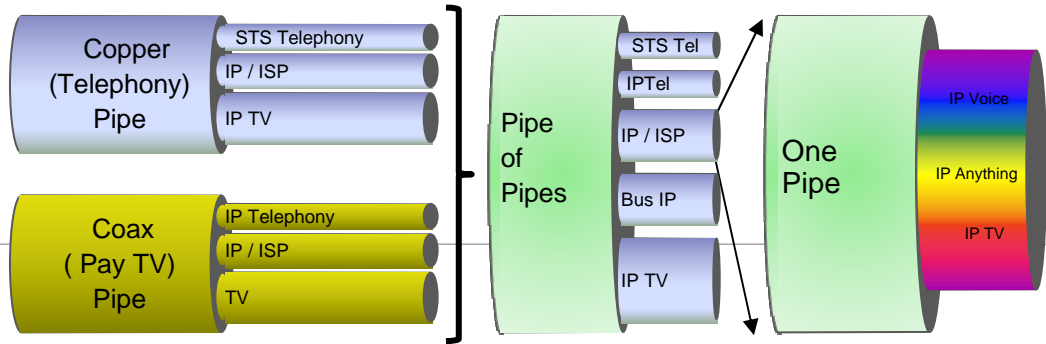 Copper
(Telephony)
Pipe
STS Telephony
IP / ISP
IP TV
Coax
( Pay TV)
Pipe
IP Telephony
IP / ISP
TV
Pipe
of
Pipes
STS Tel
IPTel
IP / ISP
Bus IP
IP TV
One
Pipe
IP Voice
IP Anything
IP TV